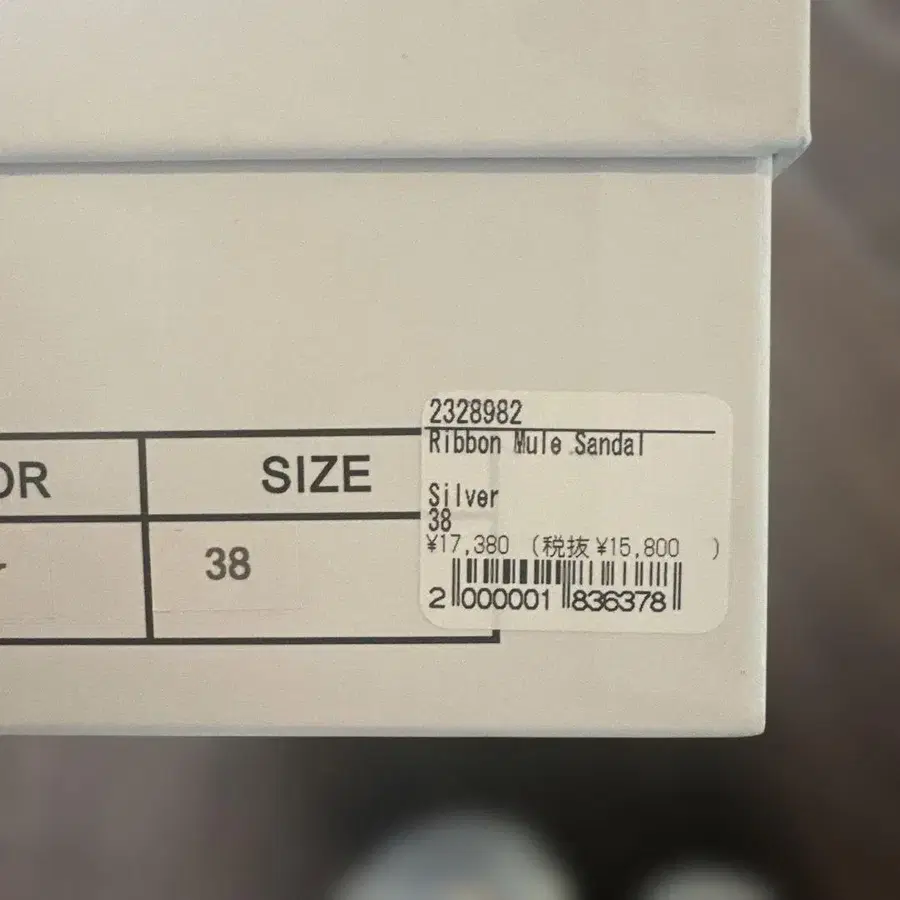 OR SIZE
r 38
2328982
Ribbon Mule Sandal
Silver
38
¥17,380 (税抜 ¥15,800 )
2 000001 836378